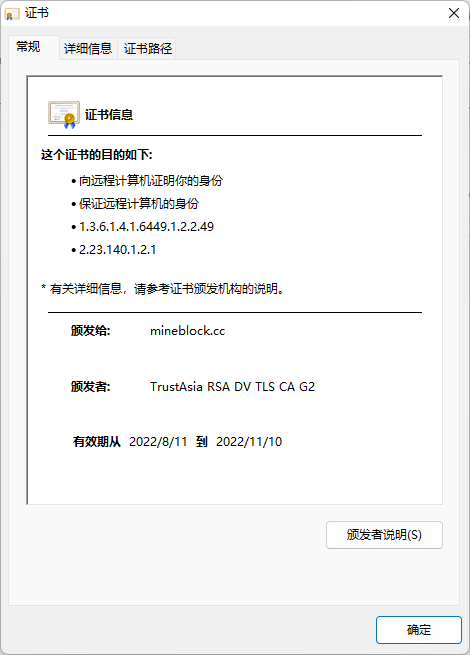 证书
常规 详细信息 证书路径
证书信息
这个证书的目的如下:
• 向远程计算机证明你的身份
• 保证远程计算机的身份
• 1.3.6.1.4.1.6449.1.2.2.49
• 2.23.140.1.2.1
* 有关详细信息，请参考证书颁发机构的说明。
颁发给: mineblock.cc
颁发者: TrustAsia RSA DV TLS CA G2
有效期从 2022/8/11 到 2022/11/10
颁发者说明(S)
确定